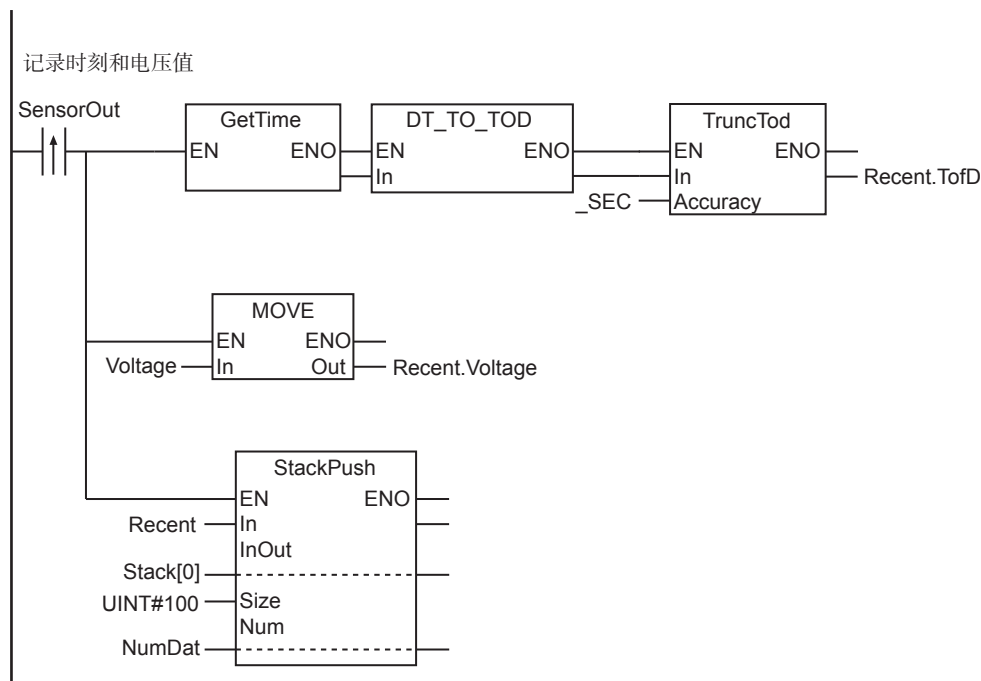 记录时刻和电压值
SensorOut
GetTime
EN ENO
DT_TO_TOD
EN ENO
In
TruncTod
EN ENO
In
Recent.TofD
_SEC
Accuracy
MOVE
EN ENO
Voltage
In Out
Recent.Voltage
StackPush
EN ENO
Recent
In
InOut
Stack[0]
UINT#100
Size
Num
NumDat